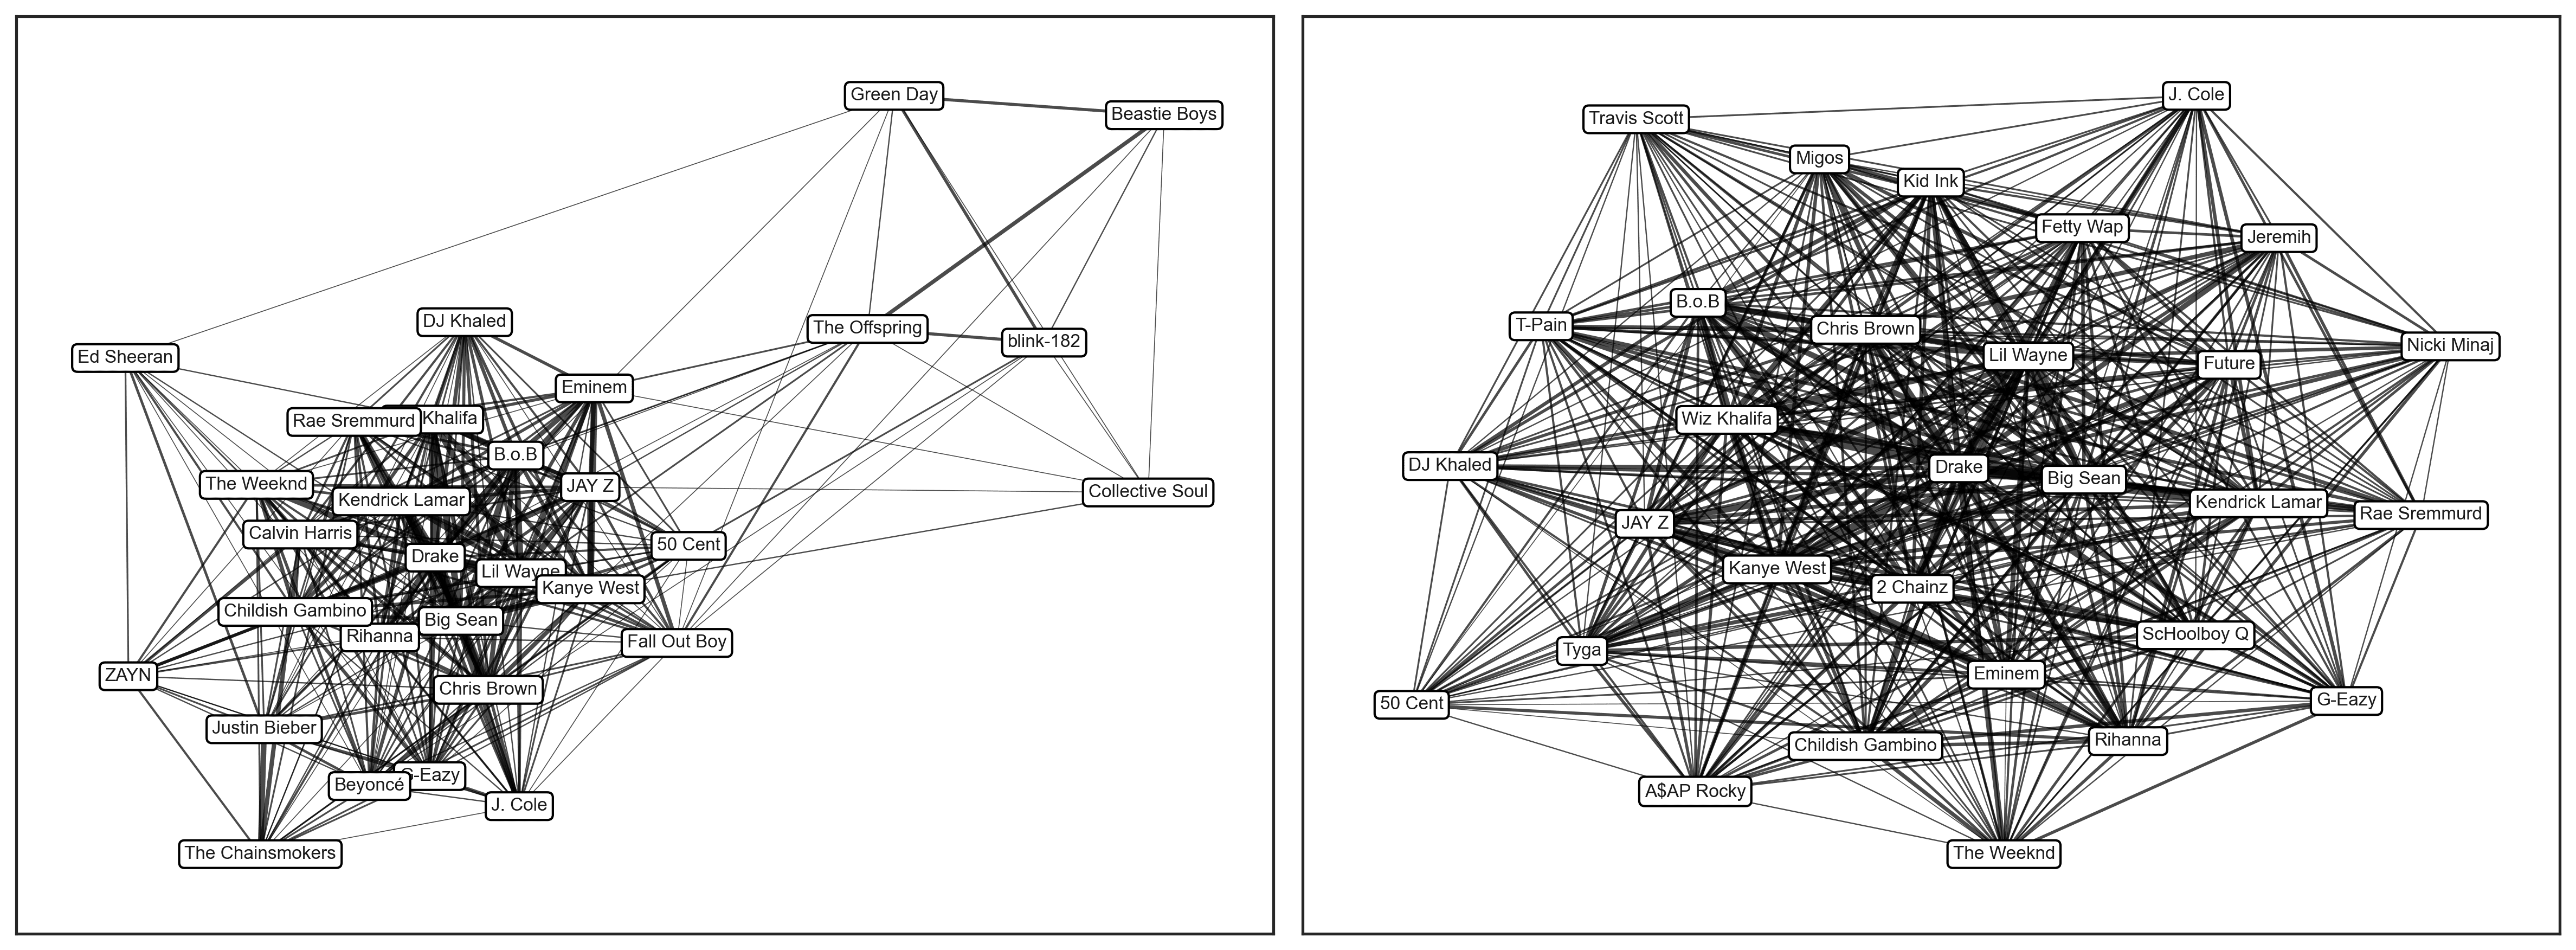 Green Day
Beastie Boys
DJ Khaled
The Offspring
blink-182
Ed Sheeran
Eminem
Rae Sremmurd
Khalifa
B.o.B
The Weeknd
JAY Z
Kendrick Lamar
Collective Soul
Calvin Harris
50 Cent
Drake
Lil Wayne
Kanye West
Childish Gambino
Big Sean
Rihanna
Fall Out Boy
ZAYN
Chris Brown
Justin Bieber
G-Eazy
Beyoncé
J. Cole
The Chainsmokers
J. Cole
Travis Scott
Migos
Kid Ink
Fetty Wap
Jeremih
B.o.B
T-Pain
Chris Brown
Nicki Minaj
Lil Wayne
Future
Wiz Khalifa
DJ Khaled
Drake
Big Sean
Kendrick Lamar
Rae Sremmurd
JAY Z
Kanye West
2 Chainz
ScHoolboy Q
Tyga
Eminem
50 Cent
G-Eazy
Rihanna
Childish Gambino
A$AP Rocky
The Weeknd